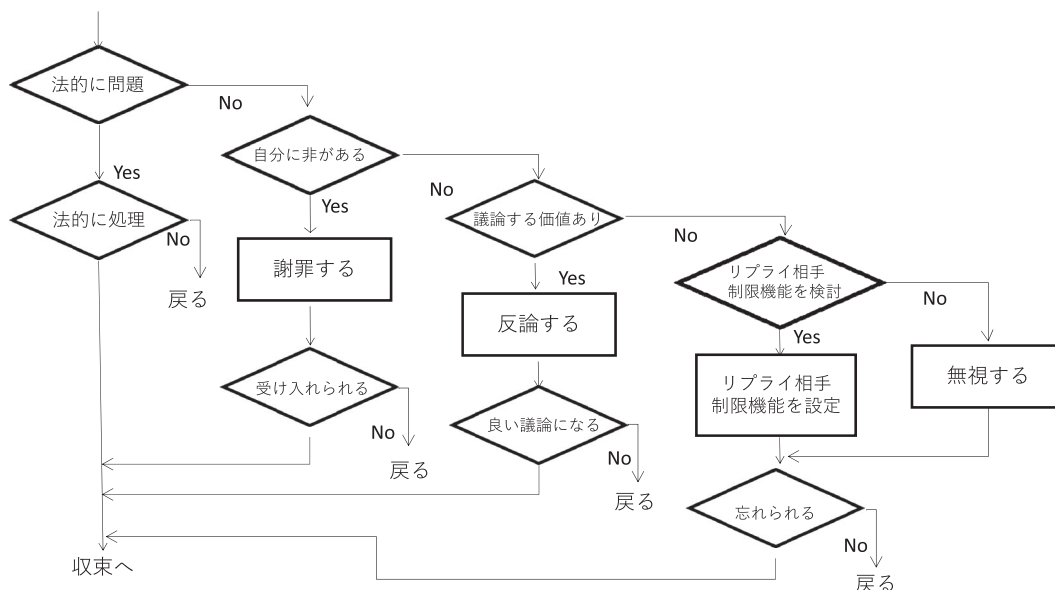 法的に問題
No
自分に非がある
Yes
No
法的に処理
Yes
議論する価値あり
No
No
謝罪する
リプライ相手
制限機能を検討
戻る
Yes
No
反論する
Yes
受け入れられる
リプライ相手
制限機能を設定
無視する
良い議論になる
No
戻る
No
戻る
忘れられる
No
収束へ
戻る